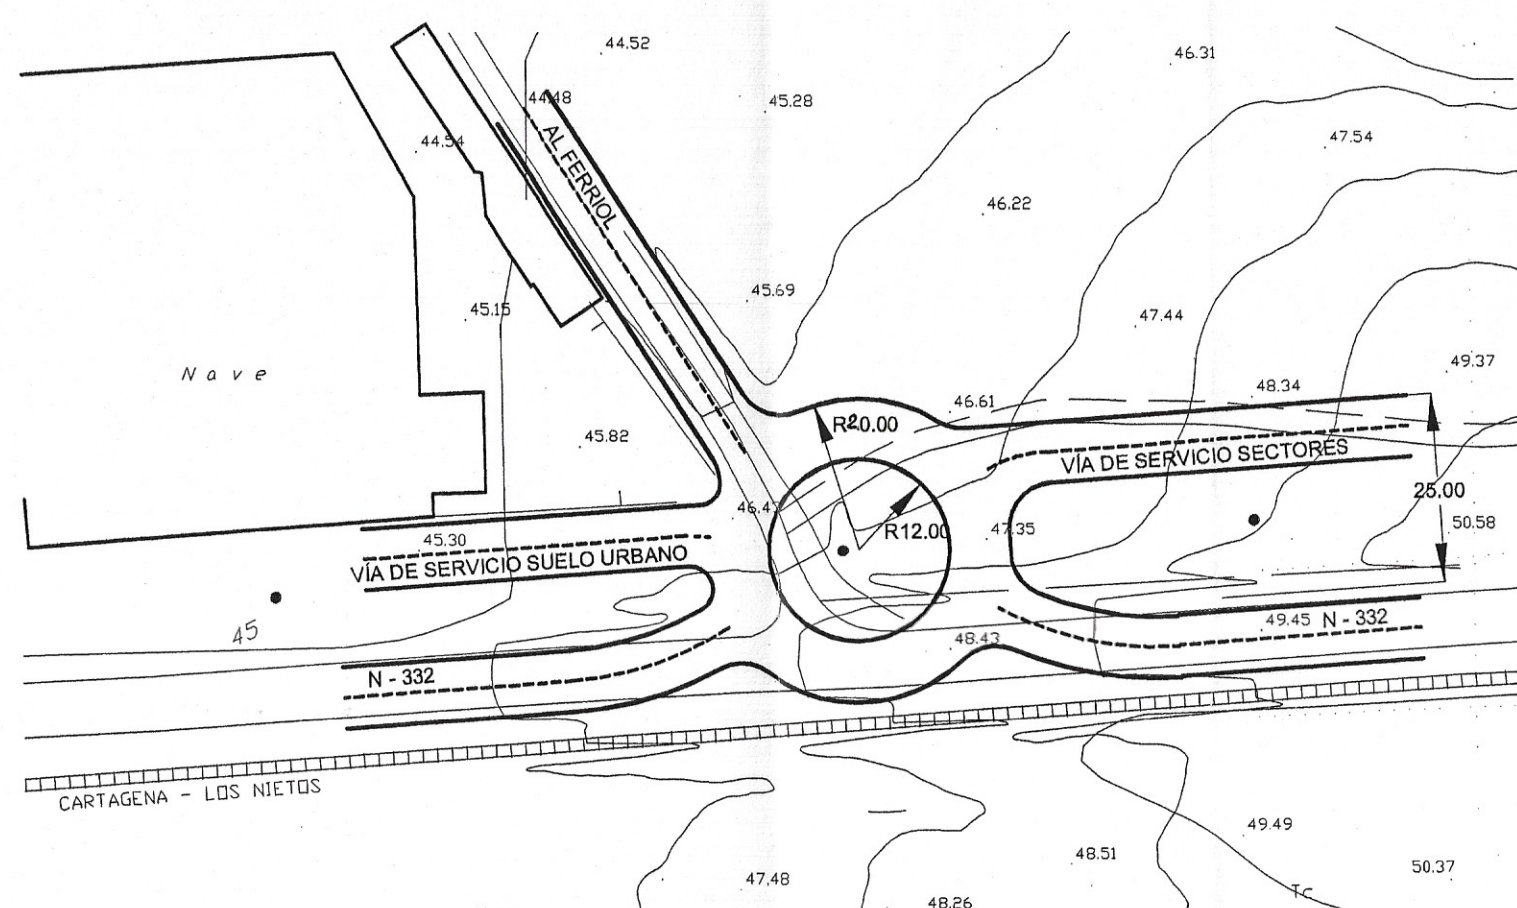 44.52
46.31
44.48
45.28
47.54
44.54
AL FERRIOL
46.22
45.69
45.15
47.44
49.37
Nave
48.34
46.61
R20.00
45.82
VÍA DE SERVICIO SECTORES
25.00
46.47
R12.00
47.35
50.58
45.30
VÍA DE SERVICIO SUELO URBANO
45
48.43
49.45 N - 332
N - 332
CARTAGENA - LOS NIETOS
49.49
48.51
47.48
50.37
Tc
48.26